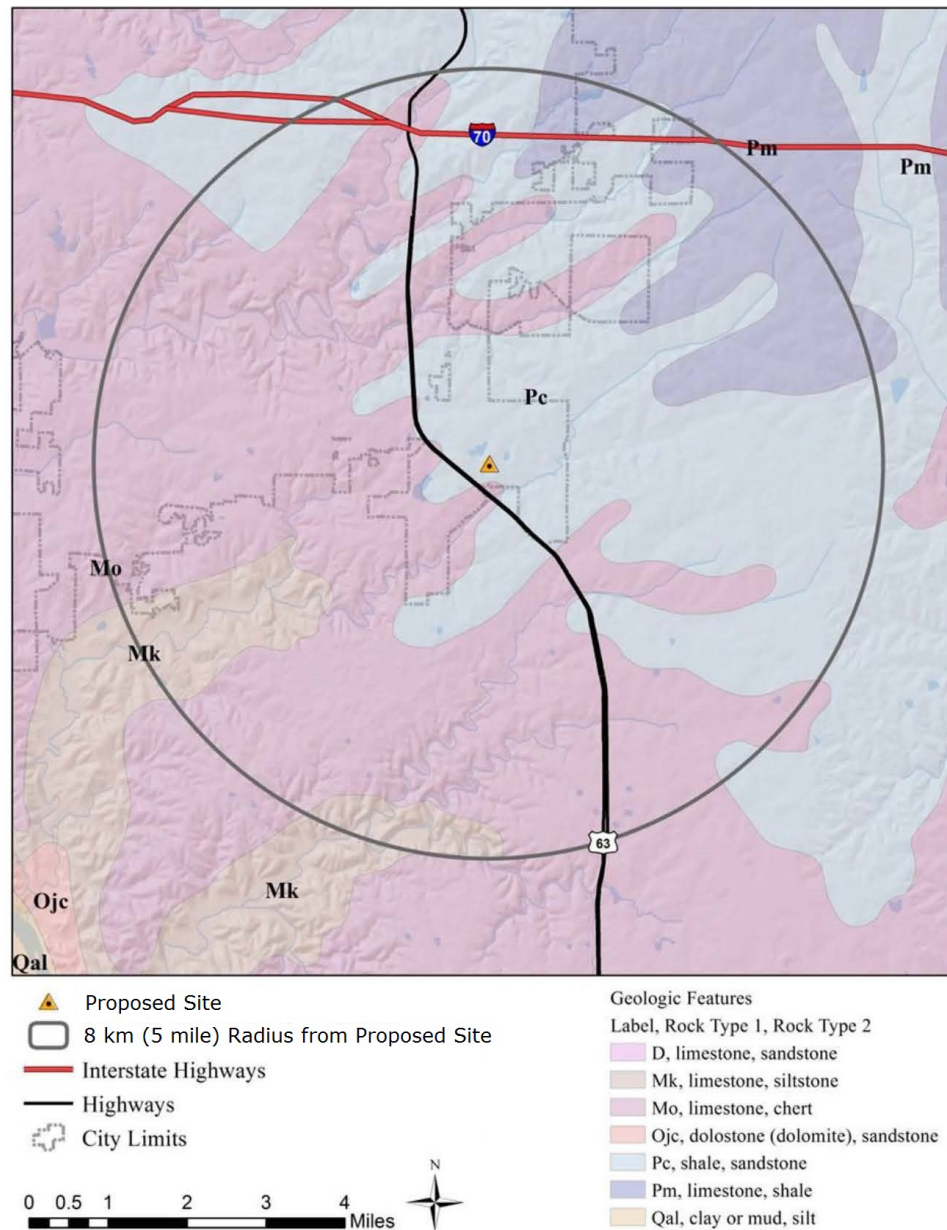 70
Pm
Pm
Pc
Mo
Mk
63
Mk
Ojc
Qal
Proposed Site
8 km (5 mile) Radius from Proposed Site
Interstate Highways
Highways
City Limits
0 0.5 1 2 3 4
Miles
N
Geologic Features
Label, Rock Type 1, Rock Type 2
D, limestone, sandstone
Mk, limestone, siltstone
Mo, limestone, chert
Ojc, dolostone (dolomite), sandstone
Pc, shale, sandstone
Pm, limestone, shale
Qal, clay or mud, silt